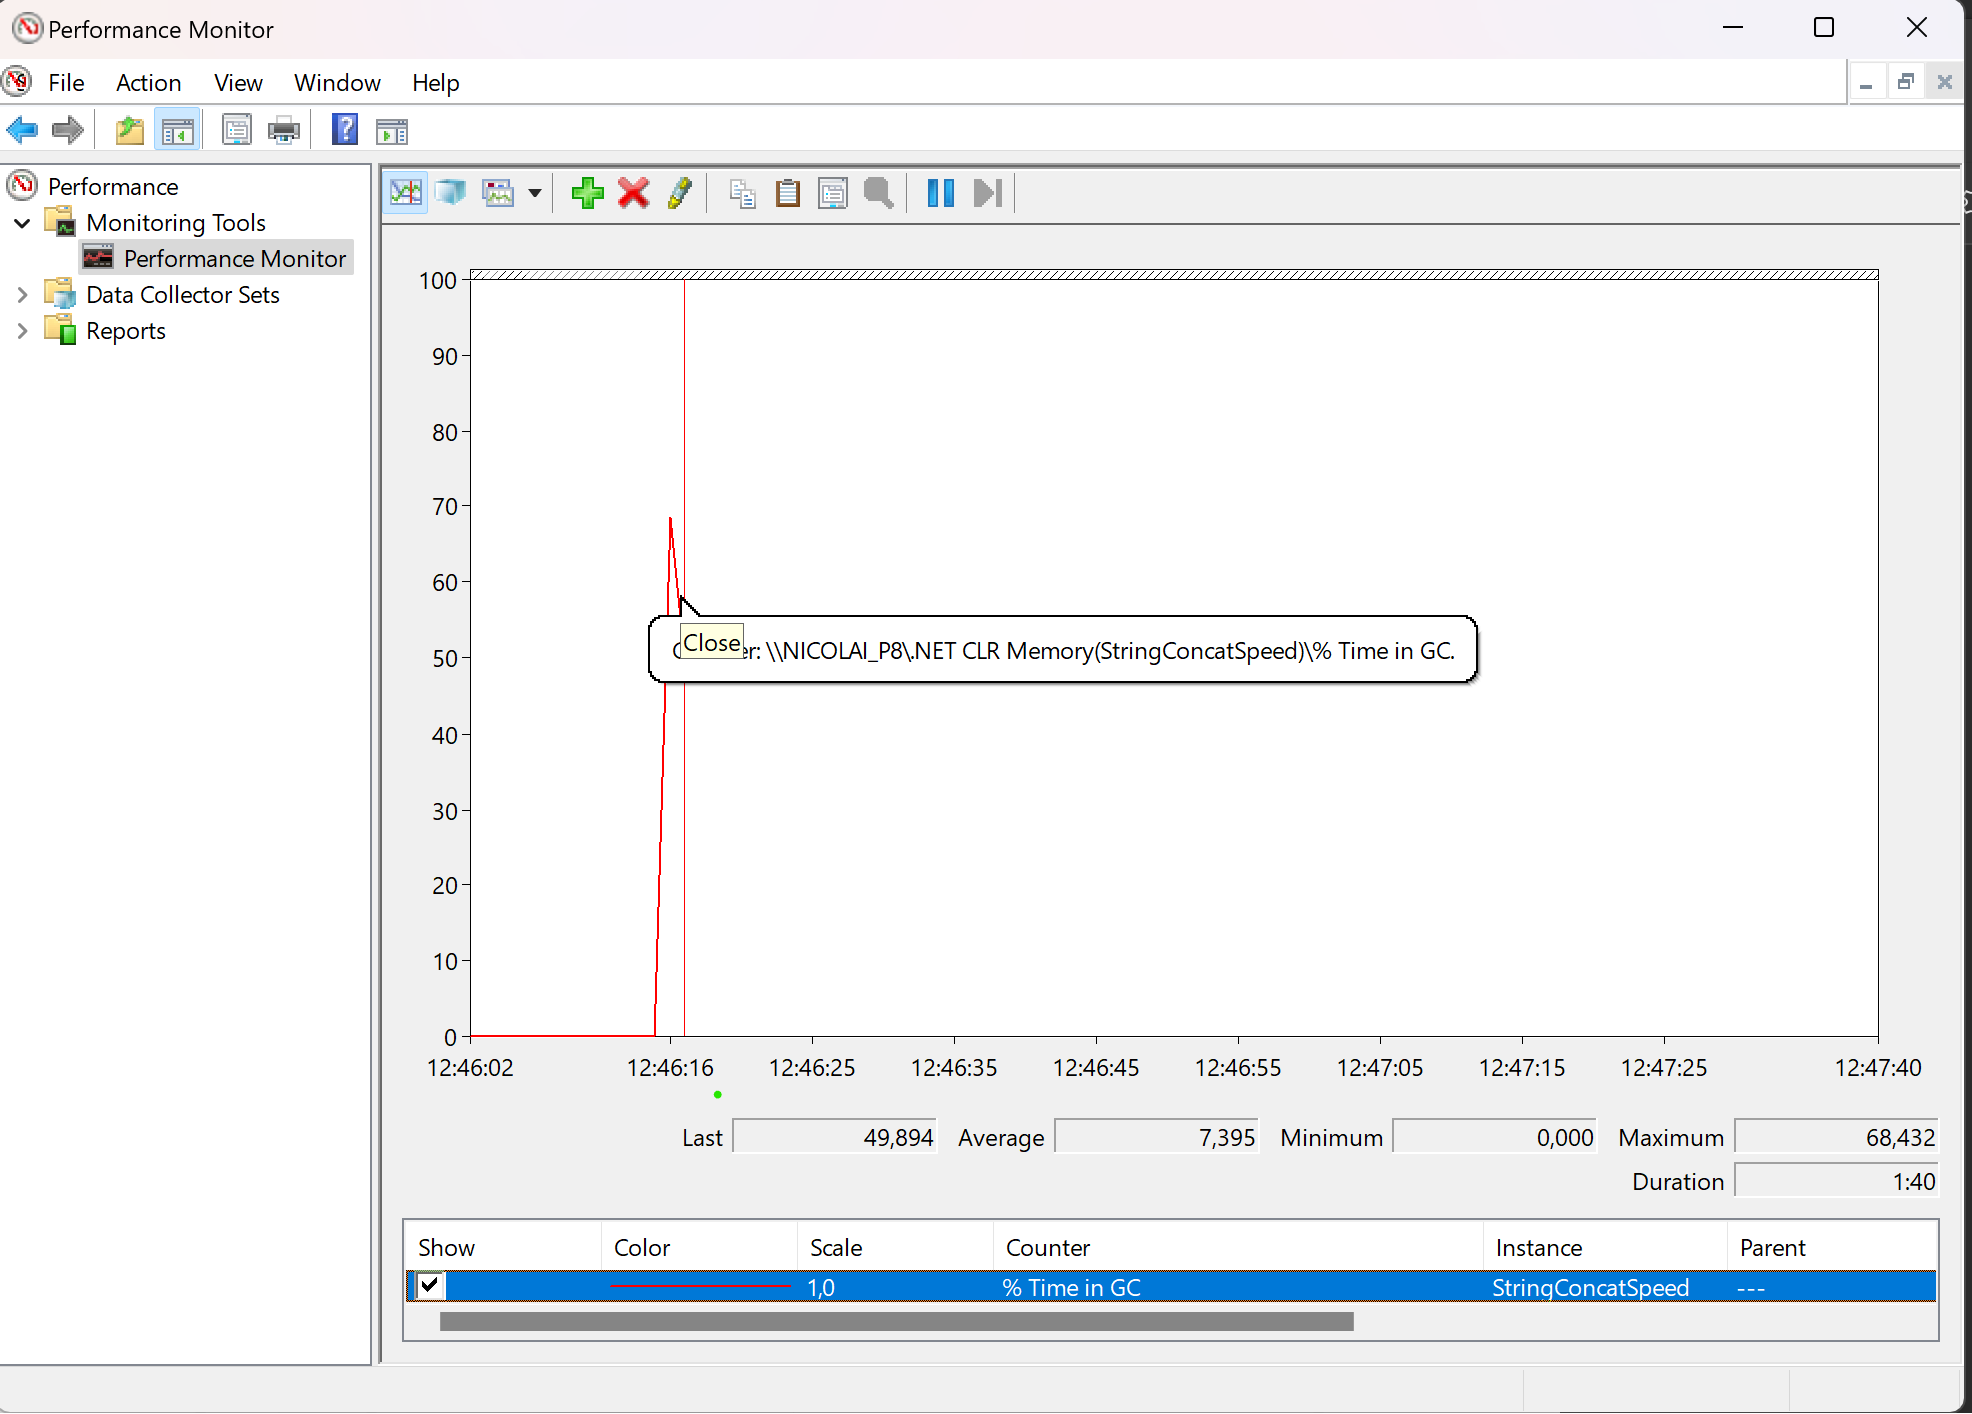 Performance Monitor
File Action View Window Help
Performance
Monitoring Tools
Performance Monitor
Data Collector Sets
Reports
100
90
80
70
60
50
40
30
20
10
0
Close
er: \\NICOLAI_P8\.NET CLR Memory(StringConcatSpeed)\% Time in GC.
12:46:02 12:46:16 12:46:25 12:46:35 12:46:45 12:46:55 12:47:05 12:47:15 12:47:25 12:47:40
Last 49,894 Average 7,395 Minimum 0,000 Maximum 68,432
Duration 1:40
Show Color Scale Counter Instance Parent
1,0 % Time in GC StringConcatSpeed ---